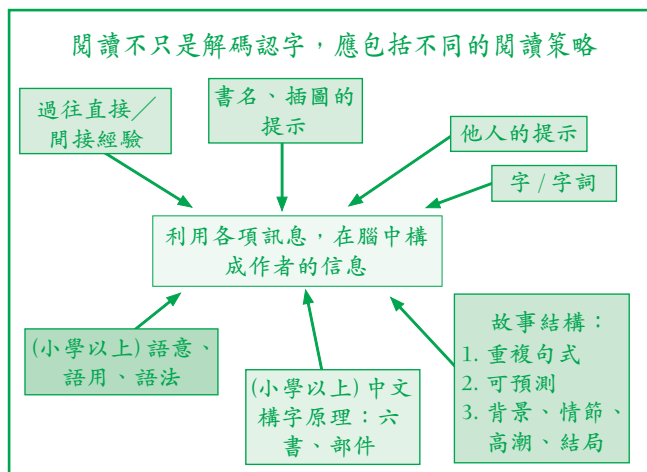 閱讀不只是解碼認字，應包括不同的閱讀策略
過往直接／
間接經驗
書名、插圖的
提示
他人的提示
字 / 字詞
利用各項訊息，在腦中構
成作者的信息
(小學以上) 語意、
語用、語法
(小學以上) 中文
構字原理：六
書、部件
故事結構：
1. 重複句式
2. 可預測
3. 背景、情節、
高潮、結局